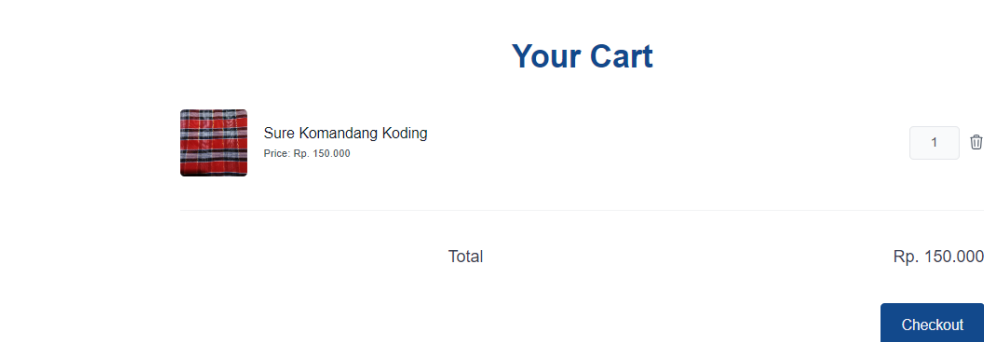 Your Cart
Sure Komandang Koding
Price: Rp. 150.000
1
Total
Rp. 150.000
Checkout